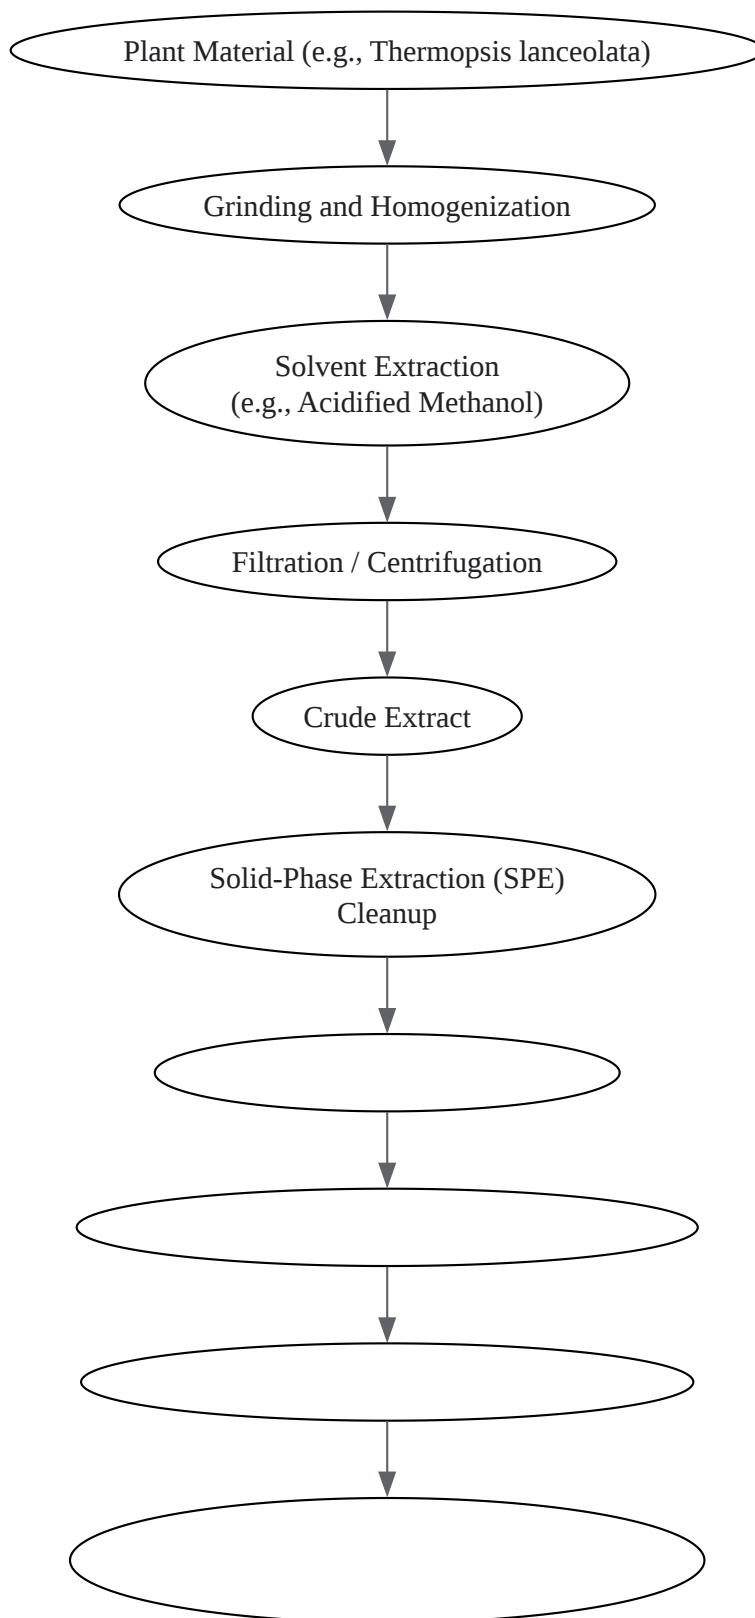 Plant Material (e.g., Thermopsis lanceolata)
Grinding and Homogenization
Solvent Extraction
(e.g., Acidified Methanol)
Filtration / Centrifugation
Crude Extract
Solid-Phase Extraction (SPE)
Cleanup